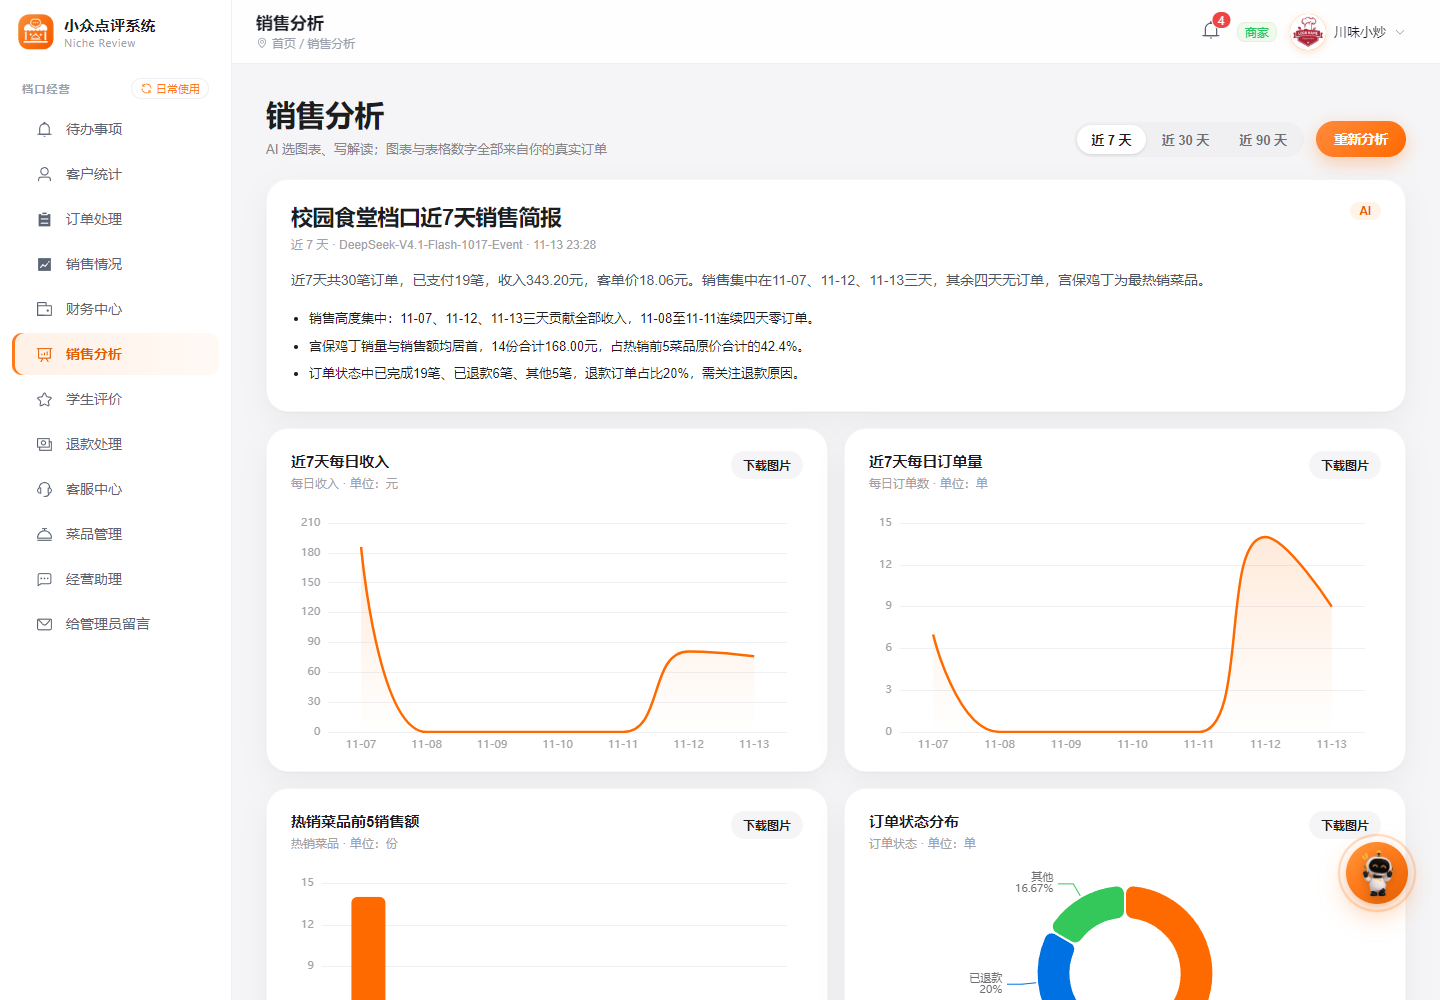 小众点评系统
Niche Review
档口经营
日常使用
待办事项
客户统计
订单处理
销售情况
财务中心
销售分析
学生评价
退款处理
客服中心
菜品管理
经营助理
给管理员留言
销售分析
首页 / 销售分析
4
商家
川味小炒
销售分析
AI 选图表、写解读；图表与表格数字全部来自你的真实订单
近 7 天
近 30 天
近 90 天
重新分析
校园食堂档口近7天销售简报
AI
近 7 天 · DeepSeek-V4.1-Flash-1017-Event · 11-13 23:28
近7天共30笔订单，已支付19笔，收入343.20元，客单价18.06元。销售集中在11-07、11-12、11-13三天，其余四天无订单，宫保鸡丁为最热销菜品。
• 销售高度集中：11-07、11-12、11-13三天贡献全部收入，11-08至11-11连续四天零订单。
• 宫保鸡丁销量与销售额均居首，14份合计168.00元，占热销前5菜品原价合计的42.4%。
• 订单状态中已完成19笔、已退款6笔、其他5笔，退款订单占比20%，需关注退款原因。
近7天每日收入
下载图片
每日收入 · 单位：元
210
180
150
120
90
60
30
0
11-07 11-08 11-09 11-10 11-11 11-12 11-13
近7天每日订单量
下载图片
每日订单数 · 单位：单
15
12
9
6
3
0
11-07 11-08 11-09 11-10 11-11 11-12 11-13
热销菜品前5销售额
下载图片
热销菜品 · 单位：份
15
12
9
订单状态分布
下载图片
订单状态 · 单位：单
其他
16.67%
已退款
20%